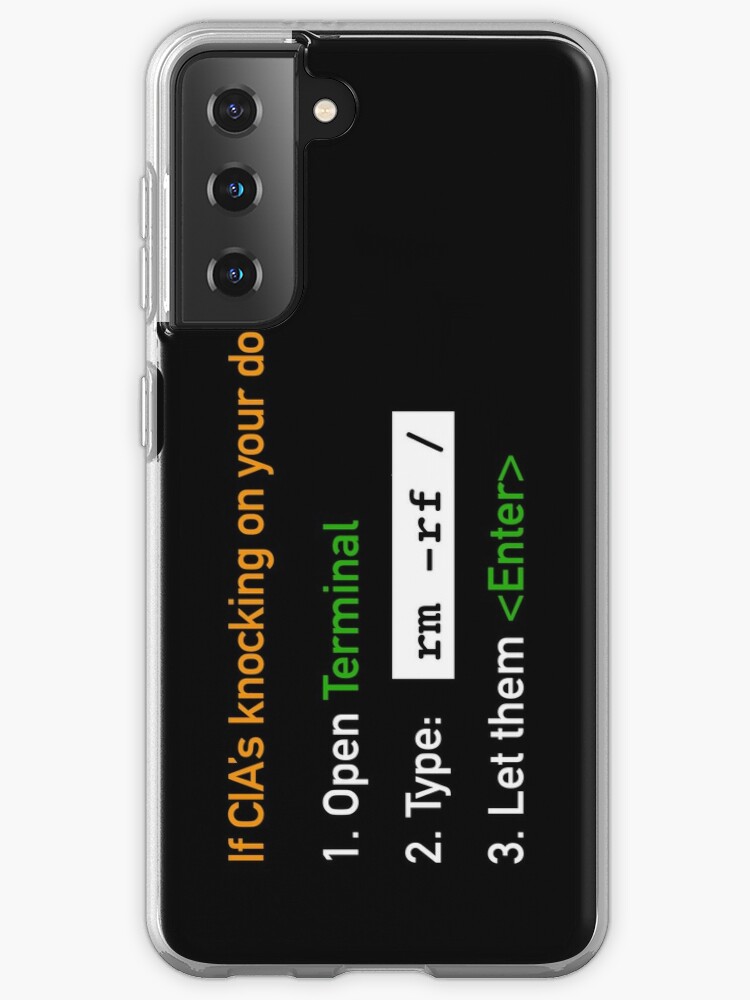 If CIA's knocking on your do
1. Open Terminal
2. Type: rm -rf /
3. Let them <Enter>